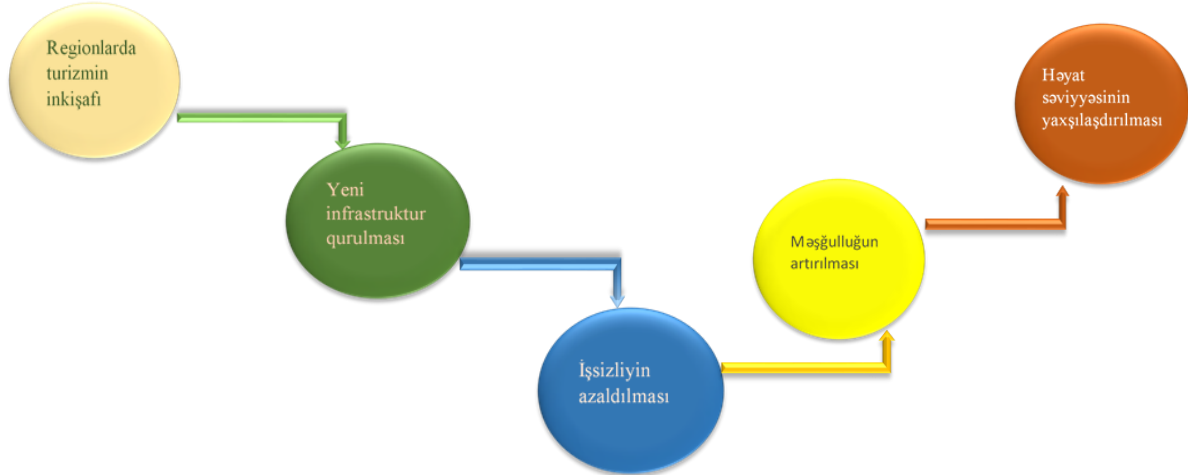 Regionlarda
turizmin
inkişafı
Yeni
infrastruktur
qurulması
İşsizliyin
azaldılması
Məşğulluğun
artırılması
Həyat
səviyyəsinin
yaxşılaşdırılması